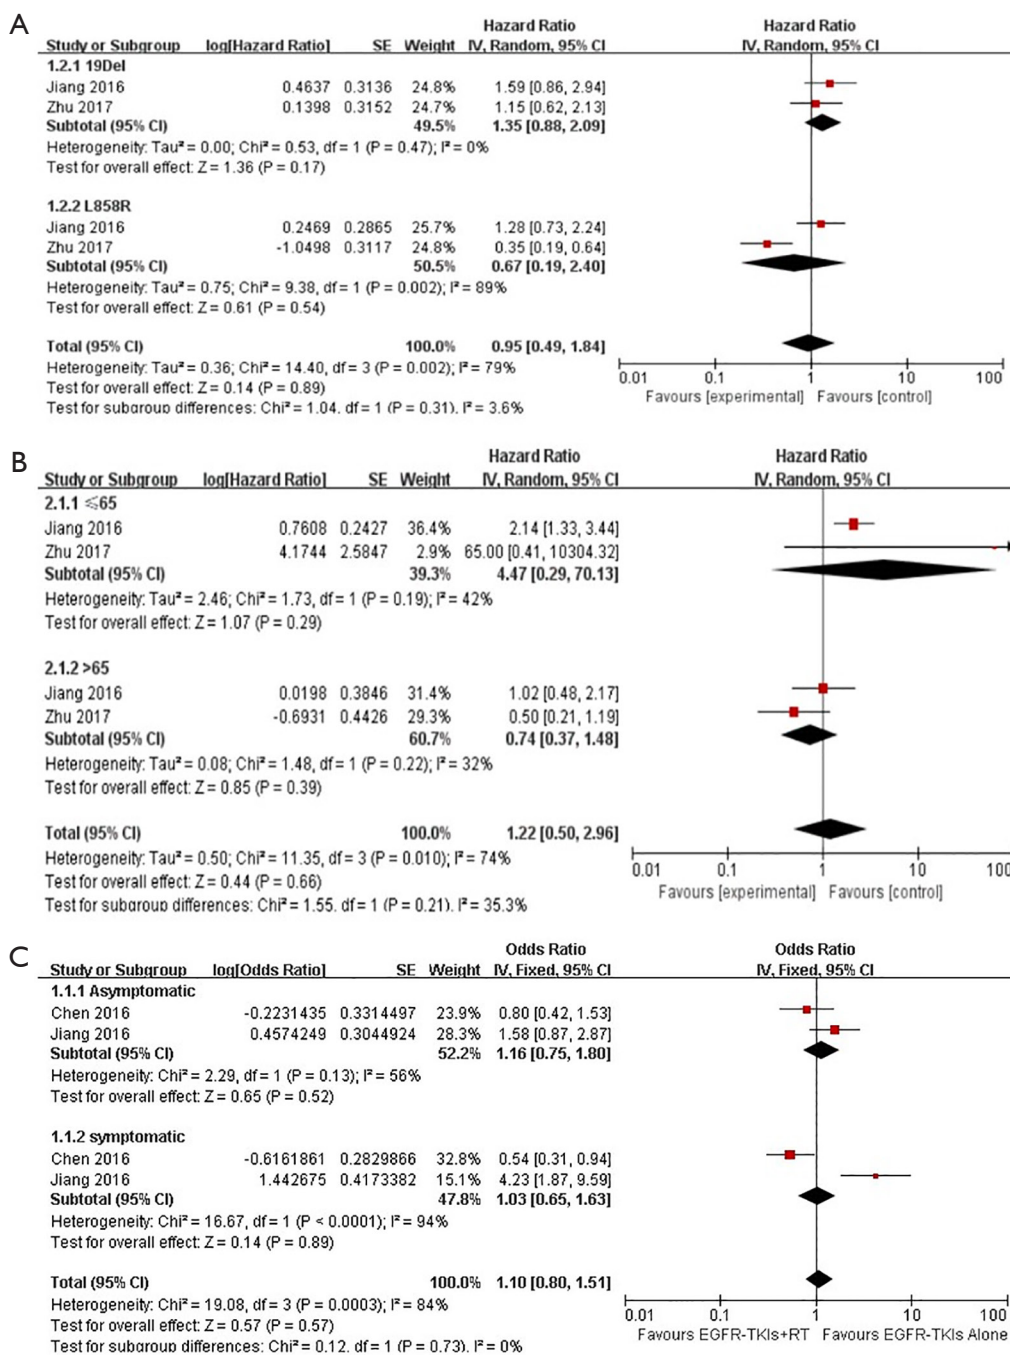 A
Hazard Ratio Hazard Ratio
Study or Subgroup log[Hazard Ratio] SE Weight IV, Random, 95% CI IV, Random, 95% CI
1.2.1 19Del
Jiang 2016 0.4637 0.3136 24.8% 1.59 [0.86, 2.94]
Zhu 2017 0.1398 0.3152 24.7% 1.15 [0.62, 2.13]
Subtotal (95% CI) 49.5% 1.35 [0.88, 2.09]
Heterogeneity: Tau² = 0.00; Chi² = 0.53, df = 1 (P = 0.47); I² = 0%
Test for overall effect: Z = 1.36 (P = 0.17)
1.2.2 L858R
Jiang 2016 0.2469 0.2865 25.7% 1.28 [0.73, 2.24]
Zhu 2017 -1.0498 0.3117 24.8% 0.35 [0.19, 0.64]
Subtotal (95% CI) 50.5% 0.67 [0.19, 2.40]
Heterogeneity: Tau² = 0.75; Chi² = 9.38, df = 1 (P = 0.002); I² = 89%
Test for overall effect: Z = 0.61 (P = 0.54)
Total (95% CI) 100.0% 0.95 [0.49, 1.84]
Heterogeneity: Tau² = 0.36; Chi² = 14.40, df = 3 (P = 0.002); I² = 79%
0.01 0.1 1 10 100
Test for overall effect: Z = 0.14 (P = 0.89)
Favours [experimental] Favours [control]
Test for subgroup differences: Chi² = 1.04, df = 1 (P = 0.31), I² = 3.6%
B
Hazard Ratio Hazard Ratio
Study or Subgroup log[Hazard Ratio] SE Weight IV, Random, 95% CI IV, Random, 95% CI
2.1.1 ≤65
Jiang 2016 0.7608 0.2427 36.4% 2.14 [1.33, 3.44]
Zhu 2017 4.1744 2.5847 2.9% 65.00 [0.41, 10304.32]
Subtotal (95% CI) 39.3% 4.47 [0.29, 70.13]
Heterogeneity: Tau² = 2.46; Chi² = 1.73, df = 1 (P = 0.19); I² = 42%
Test for overall effect: Z = 1.07 (P = 0.29)
2.1.2 >65
Jiang 2016 0.0198 0.3846 31.4% 1.02 [0.48, 2.17]
Zhu 2017 -0.6931 0.4426 29.3% 0.50 [0.21, 1.19]
Subtotal (95% CI) 60.7% 0.74 [0.37, 1.48]
Heterogeneity: Tau² = 0.08; Chi² = 1.48, df = 1 (P = 0.22); I² = 32%
Test for overall effect: Z = 0.85 (P = 0.39)
Total (95% CI) 100.0% 1.22 [0.50, 2.96]
Heterogeneity: Tau² = 0.50; Chi² = 11.35, df = 3 (P = 0.010); I² = 74%
0.01 0.1 1 10 100
Test for overall effect: Z = 0.44 (P = 0.66)
Favours [experimental] Favours [control]
Test for subgroup differences: Chi² = 1.55, df = 1 (P = 0.21), I² = 35.3%
C
Odds Ratio Odds Ratio
Study or Subgroup log[Odds Ratio] SE Weight IV, Fixed, 95% CI IV, Fixed, 95% CI
1.1.1 Asymptomatic
Chen 2016 -0.2231435 0.3314497 23.9% 0.80 [0.42, 1.53]
Jiang 2016 0.4574249 0.3044924 28.3% 1.58 [0.87, 2.87]
Subtotal (95% CI) 52.2% 1.16 [0.75, 1.80]
Heterogeneity: Chi² = 2.29, df = 1 (P = 0.13); I² = 56%
Test for overall effect: Z = 0.65 (P = 0.52)
1.1.2 symptomatic
Chen 2016 -0.6161861 0.2829866 32.8% 0.54 [0.31, 0.94]
Jiang 2016 1.442675 0.4173382 15.1% 4.23 [1.87, 9.59]
Subtotal (95% CI) 47.8% 1.03 [0.65, 1.63]
Heterogeneity: Chi² = 16.67, df = 1 (P < 0.0001); I² = 94%
Test for overall effect: Z = 0.14 (P = 0.89)
Total (95% CI) 100.0% 1.10 [0.80, 1.51]
Heterogeneity: Chi² = 19.08, df = 3 (P = 0.0003); I² = 84%
0.01 0.1 1 10 100
Test for overall effect: Z = 0.57 (P = 0.57)
Favours EGFR-TKIs+RT Favours EGFR-TKIs Alone
Test for subgroup differences: Chi² = 0.12, df = 1 (P = 0.73), I² = 0%